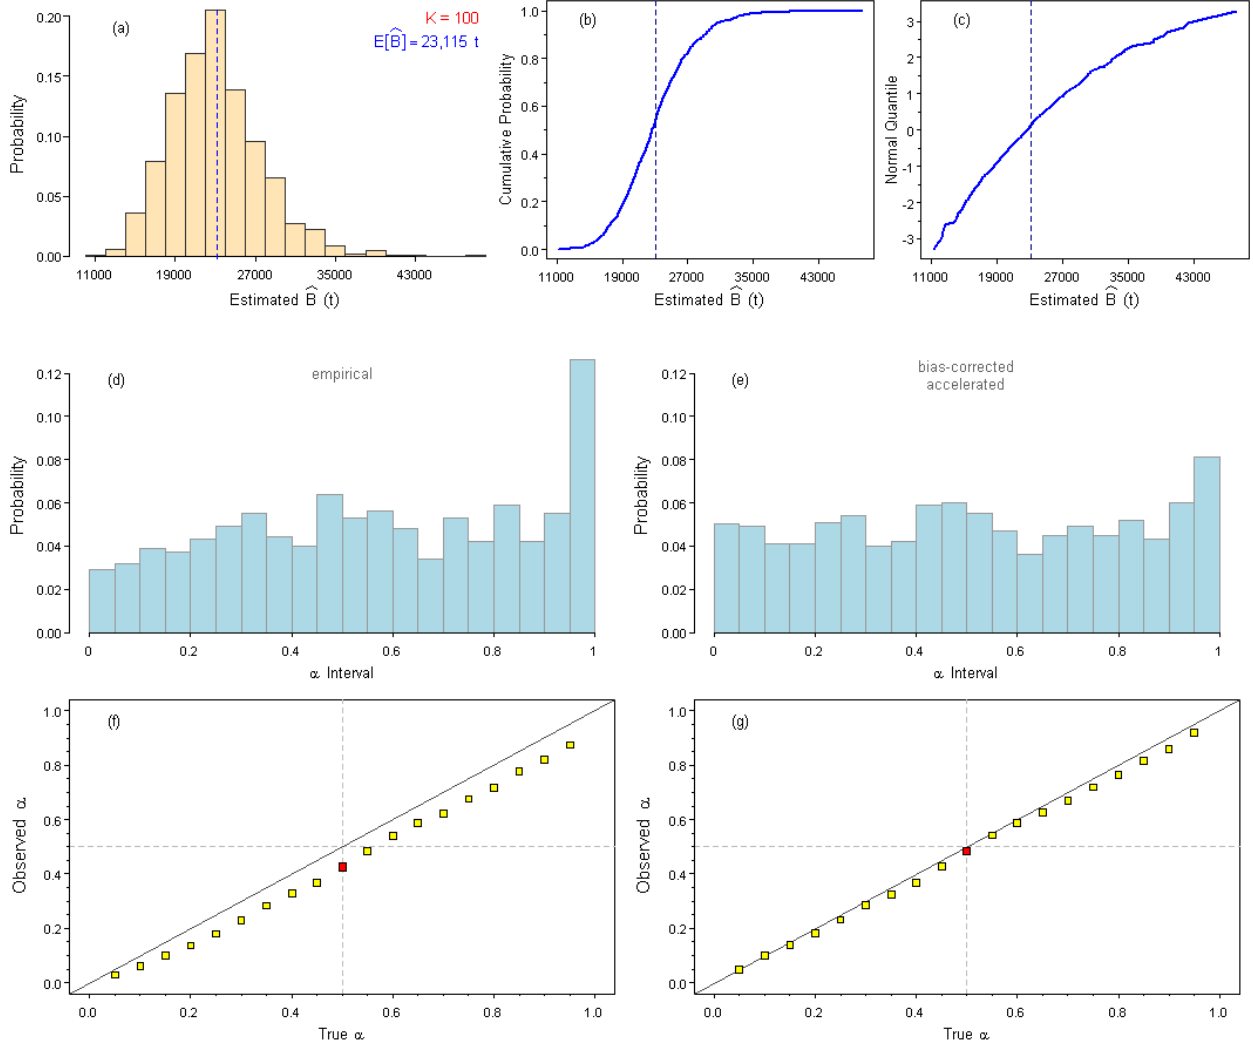 (a)
K = 100
E[B̂] = 23,115 t
Probability
0.20
0.15
0.10
0.05
0.00
11000 19000 27000 35000 43000
Estimated B̂ (t)
(b)
Cumulative Probability
1.0
0.8
0.6
0.4
0.2
0.0
11000 19000 27000 35000 43000
Estimated B̂ (t)
(c)
Normal Quantile
3
2
1
0
-1
-2
-3
11000 19000 27000 35000 43000
Estimated B̂ (t)
(d)
empirical
Probability
0.12
0.10
0.08
0.06
0.04
0.02
0.00
0 0.2 0.4 0.6 0.8 1
α Interval
(e)
bias-corrected
accelerated
Probability
0.12
0.10
0.08
0.06
0.04
0.02
0.00
0 0.2 0.4 0.6 0.8 1
α Interval
(f)
Observed α
1.0
0.8
0.6
0.4
0.2
0.0
0.0 0.2 0.4 0.6 0.8 1.0
True α
(g)
Observed α
1.0
0.8
0.6
0.4
0.2
0.0
0.0 0.2 0.4 0.6 0.8 1.0
True α